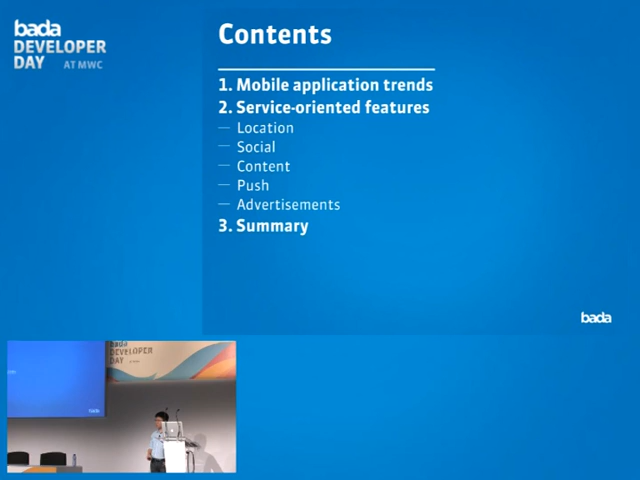 bada
DEVELOPER
DAY AT MWC
Contents
1. Mobile application trends
2. Service-oriented features
— Location
— Social
— Content
— Push
— Advertisements
3. Summary
bada
bada
DEVELOPER
DAY
bada